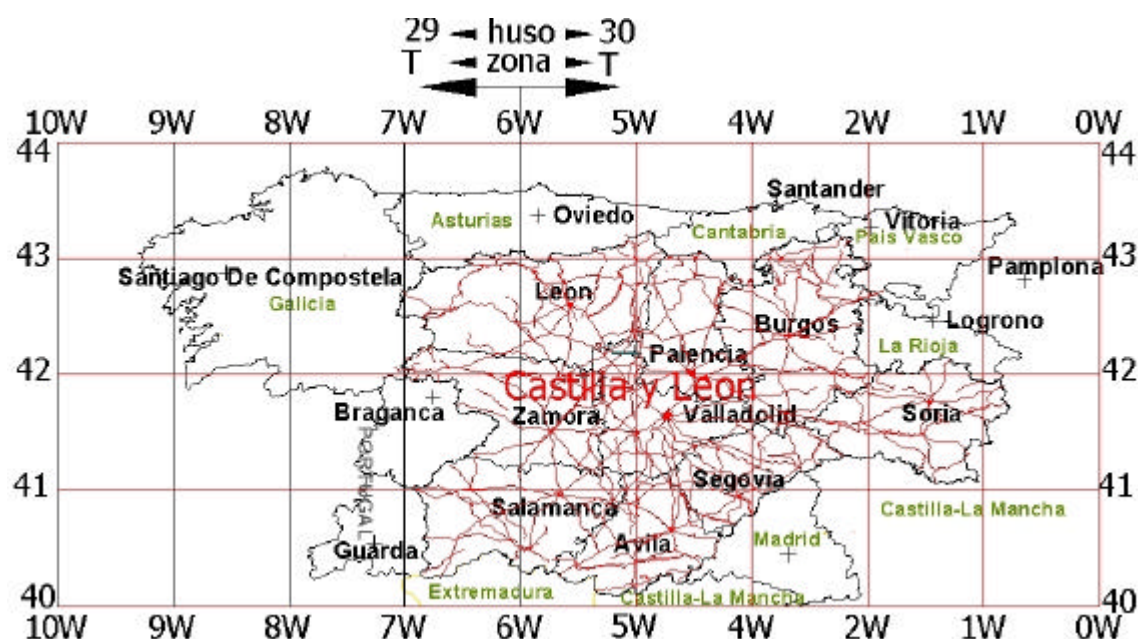 29 huso 30
T zona T
10W 9W 8W 7W 6W 5W 4W 2W 1W 0W
44 44
Santander
Asturias Oviedo Cantabria Vitoria
Pais Vasco
43 43
Santiago De Compostela Pamplona
Galicia Leon
Burgos Logrono
La Rioja
Palencia
42 42
Castilla y Leon
Braganca Zamora Valladolid Soria
PORTUGAL
41 Segovia 41
Salamanca Castilla-La Mancha
Guarda Avila Madrid
Extremadura Castilla-La Mancha
40 40
10W 9W 8W 7W 6W 5W 4W 2W 1W 0W